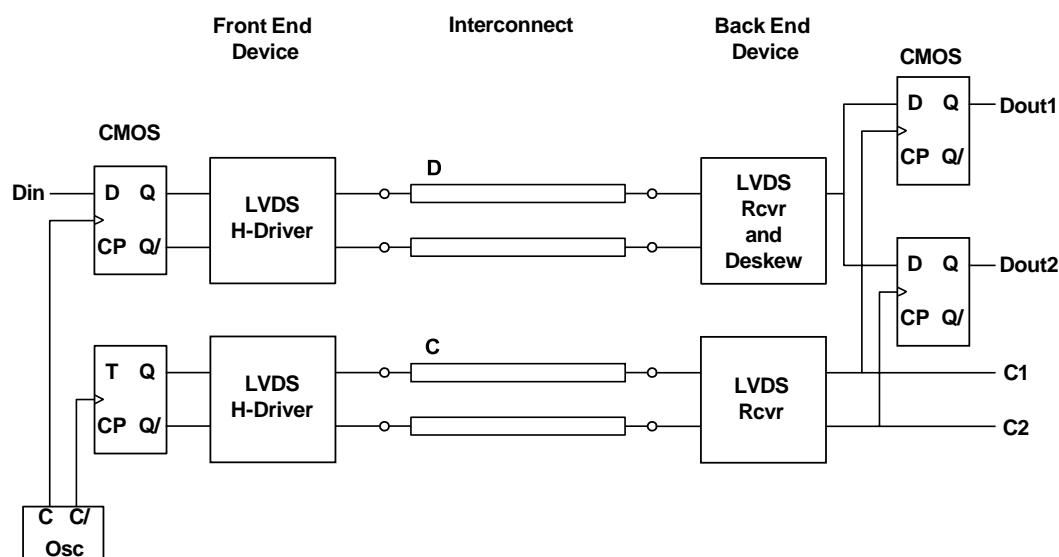 Front End
Device
Interconnect
Back End
Device
CMOS
D Q
Dout1
CP Q/
CMOS
Din
D Q
CP Q/
LVDS
H-Driver
D
LVDS
Rcvr
and
Deskew
D Q
Dout2
CP Q/
T Q
CP Q/
LVDS
H-Driver
C
LVDS
Rcvr
C1
C2
C C/
Osc